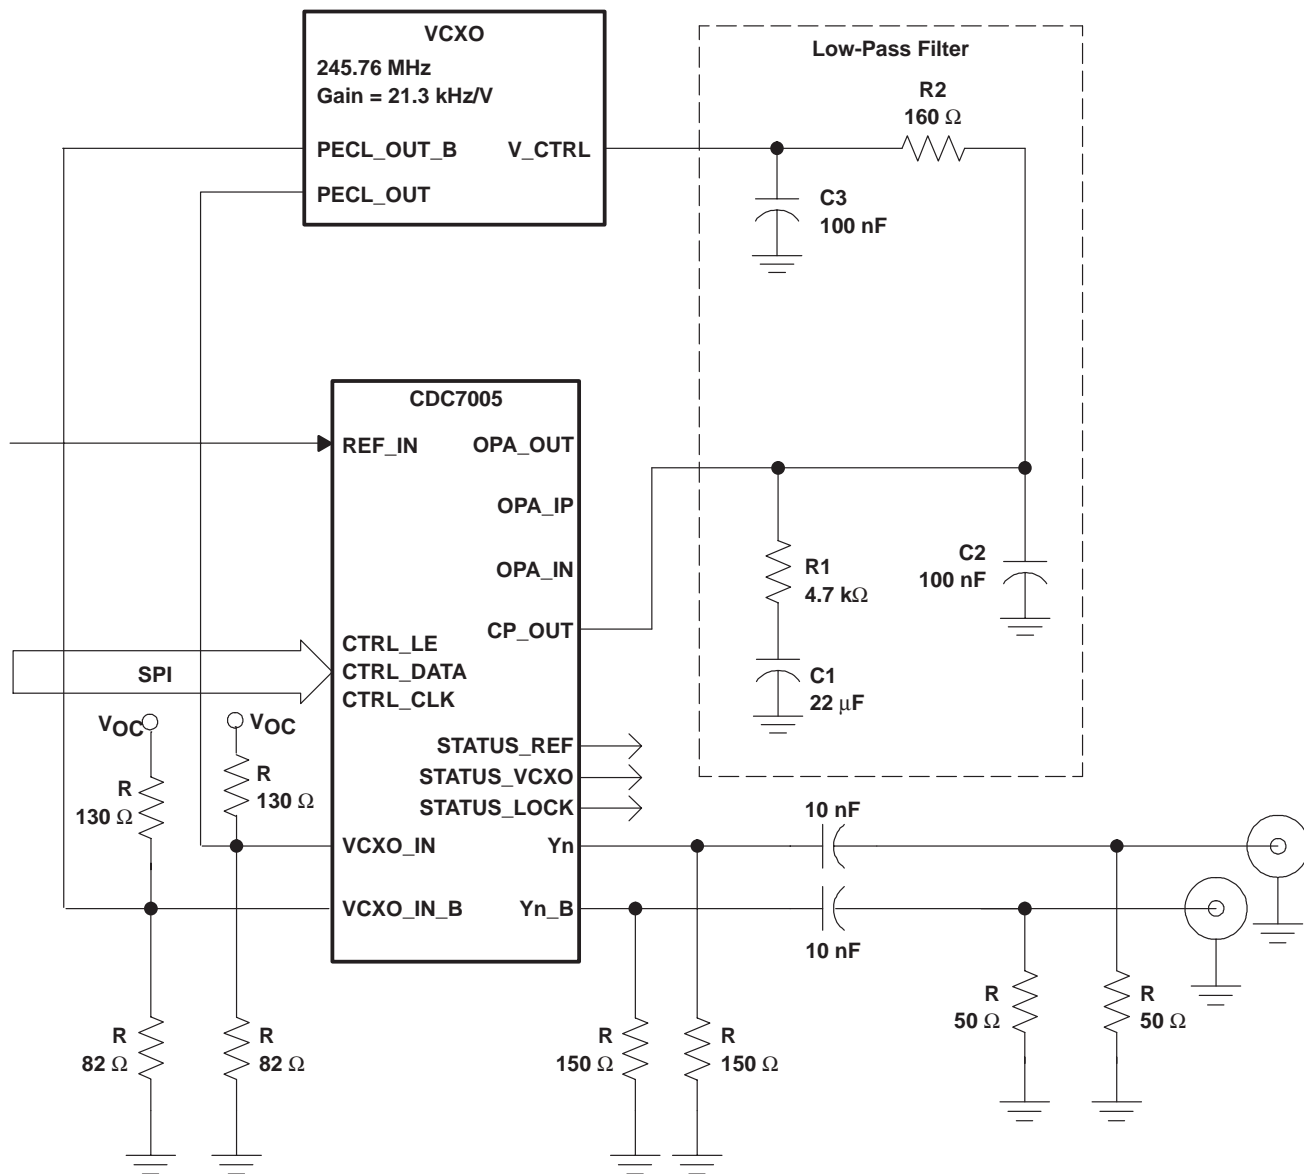 VCXO
245.76 MHz
Gain = 21.3 kHz/V
PECL_OUT_B
V_CTRL
PECL_OUT
Low-Pass Filter
R2
160 Ω
C3
100 nF
CDC7005
REF_IN
OPA_OUT
OPA_IP
OPA_IN
CP_OUT
R1
4.7 kΩ
C2
100 nF
C1
22 μF
SPI
CTRL_LE
CTRL_DATA
CTRL_CLK
VOC
VOC
R
130 Ω
R
130 Ω
STATUS_REF
STATUS_VCXO
STATUS_LOCK
VCXO_IN
Yn
VCXO_IN_B
Yn_B
10 nF
10 nF
R
82 Ω
R
82 Ω
R
150 Ω
R
150 Ω
R
50 Ω
R
50 Ω